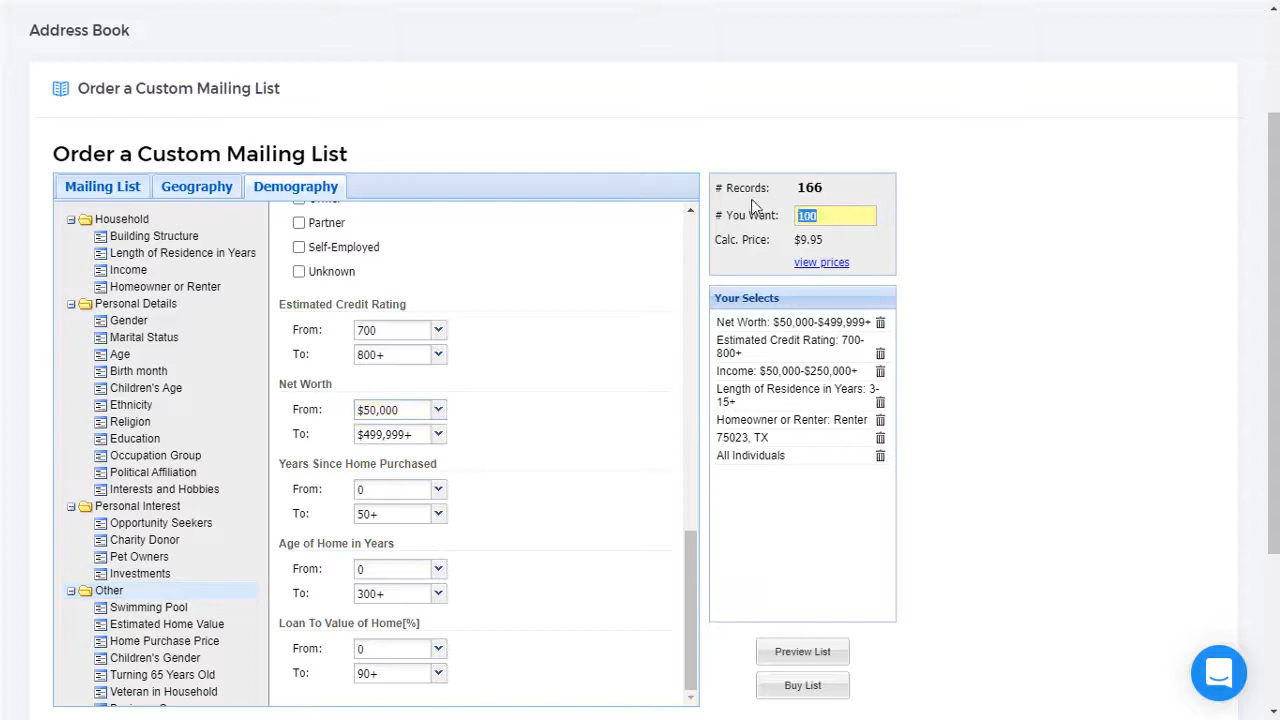 Address Book
Order a Custom Mailing List
Order a Custom Mailing List
Mailing List
Geography
Demography
Household
Building Structure
Length of Residence in Years
Income
Homeowner or Renter
Personal Details
Gender
Marital Status
Age
Birth month
Children's Age
Ethnicity
Religion
Education
Occupation Group
Political Affiliation
Interests and Hobbies
Personal Interest
Opportunity Seekers
Charity Donor
Pet Owners
Investments
Other
Swimming Pool
Estimated Home Value
Home Purchase Price
Children's Gender
Turning 65 Years Old
Veteran in Household
Partner
Self-Employed
Unknown
Estimated Credit Rating
From: 700
To: 800+
Net Worth
From: $50,000
To: $499,999+
Years Since Home Purchased
From: 0
To: 50+
Age of Home in Years
From: 0
To: 300+
Loan To Value of Home[%]
From: 0
To: 90+
# Records: 166
# You Want: 100
Calc. Price: $9.95
view prices
Your Selects
Net Worth: $50,000-$499,999+
Estimated Credit Rating: 700-
800+
Income: $50,000-$250,000+
Length of Residence in Years: 3-
15+
Homeowner or Renter: Renter
75023, TX
All Individuals
Preview List
Buy List